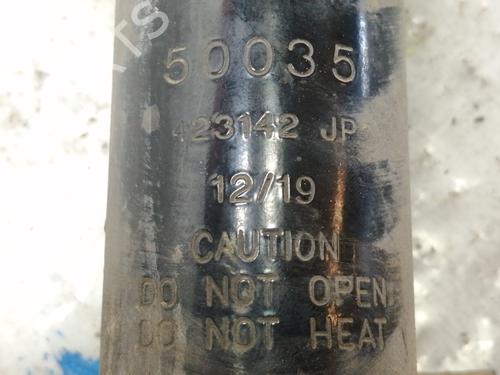 50035
423142 JP
12/19
CAUTION
DO NOT OPEN
DO NOT HEAT